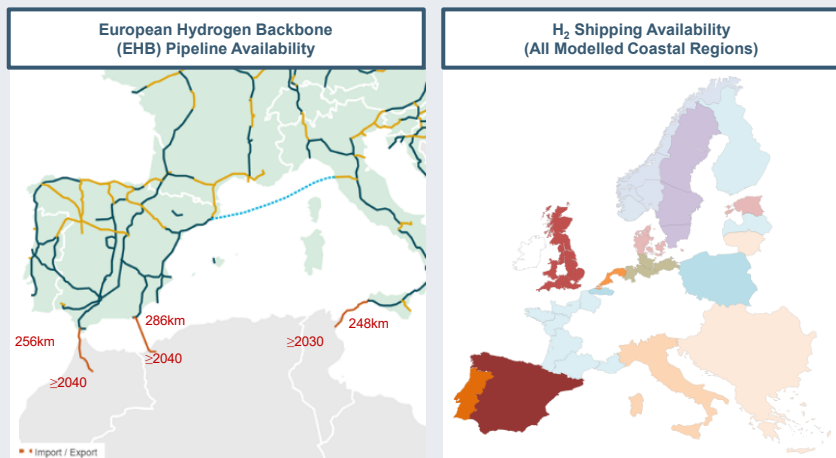 European Hydrogen Backbone
(EHB) Pipeline Availability
H₂ Shipping Availability
(All Modelled Coastal Regions)
256km
286km
≥2040
≥2040
≥2030
248km
Import / Export